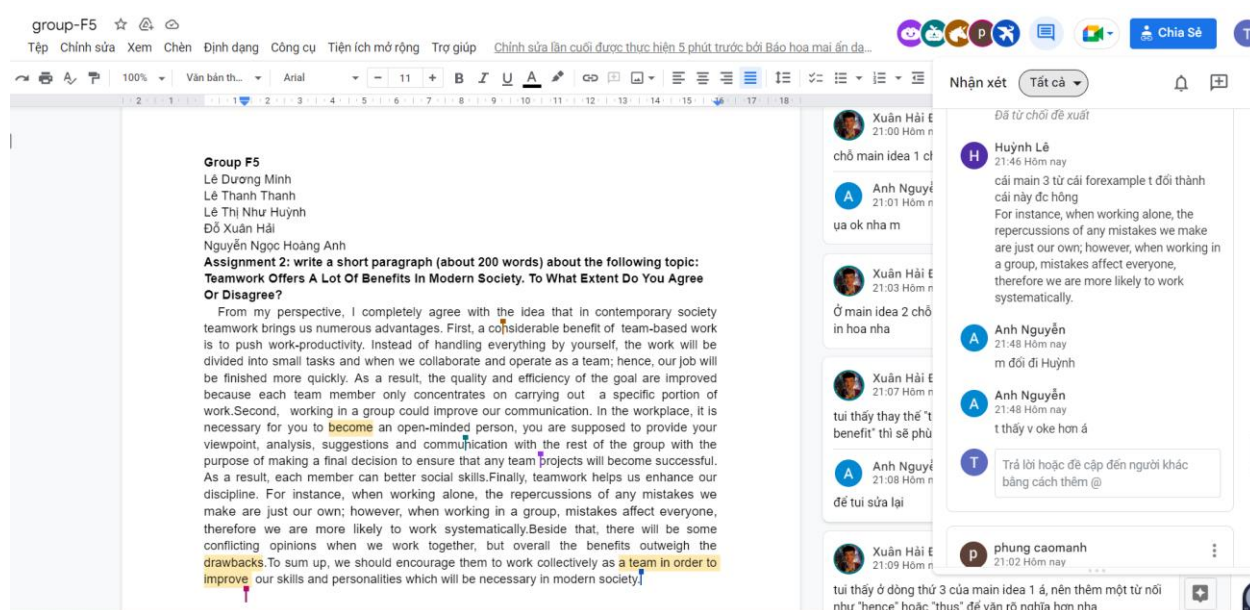 group-F5
Tệp Chỉnh sửa Xem Chèn Định dạng Công cụ Tiện ích mở rộng Trợ giúp Chỉnh sửa lần cuối được thực hiện 5 phút trước bởi Báo hoa mai ẩn da...
Chia Sẻ
100% Văn bản th... Arial 11
Group F5
Lê Dương Minh
Lê Thanh Thanh
Lê Thị Như Huỳnh
Đỗ Xuân Hải
Nguyễn Ngọc Hoàng Anh
Assignment 2: write a short paragraph (about 200 words) about the following topic:
Teamwork Offers A Lot Of Benefits In Modern Society. To What Extent Do You Agree
Or Disagree?
From my perspective, I completely agree with the idea that in contemporary society
teamwork brings us numerous advantages. First, a considerable benefit of team-based work
is to push work-productivity. Instead of handling everything by yourself, the work will be
divided into small tasks and when we collaborate and operate as a team; hence, our job will
be finished more quickly. As a result, the quality and efficiency of the goal are improved
because each team member only concentrates on carrying out a specific portion of
work.Second, working in a group could improve our communication. In the workplace, it is
necessary for you to become an open-minded person, you are supposed to provide your
viewpoint, analysis, suggestions and communication with the rest of the group with the
purpose of making a final decision to ensure that any team projects will become successful.
As a result, each member can better social skills.Finally, teamwork helps us enhance our
discipline. For instance, when working alone, the repercussions of any mistakes we
make are just our own; however, when working in a group, mistakes affect everyone,
therefore we are more likely to work systematically.Beside that, there will be some
conflicting opinions when we work together, but overall the benefits outweigh the
drawbacks.To sum up, we should encourage them to work collectively as a team in order to
improve our skills and personalities which will be necessary in modern society.
Xuân Hải Đ
21:00 Hôm n
chỗ main idea 1 ch
Anh Nguyễ
21:01 Hôm n
ụa ok nha m
Xuân Hải Đ
21:03 Hôm n
Ở main idea 2 chỗ
in hoa nha
Xuân Hải Đ
21:07 Hôm n
tui thấy thay thế "t
benefit" thì sẽ phù
Anh Nguyễ
21:08 Hôm n
để tui sửa lại
Xuân Hải Đ
21:09 Hôm n
tui thấy ở dòng thứ 3 của main idea 1 á, nên thêm một từ nối
như "hence" hoặc "thus" để văn rõ nghĩa hơn nha
Nhận xét Tất cả
Đã từ chối đề xuất
Huỳnh Lê
21:46 Hôm nay
cái main 3 từ cái forexample t đổi thành
cái này đc hông
For instance, when working alone, the
repercussions of any mistakes we make
are just our own; however, when working in
a group, mistakes affect everyone,
therefore we are more likely to work
systematically.
Anh Nguyễn
21:48 Hôm nay
m đổi đi Huỳnh
Anh Nguyễn
21:48 Hôm nay
t thấy v oke hơn á
Trả lời hoặc đề cập đến người khác
bằng cách thêm @
phung caomanh
21:02 Hôm nay